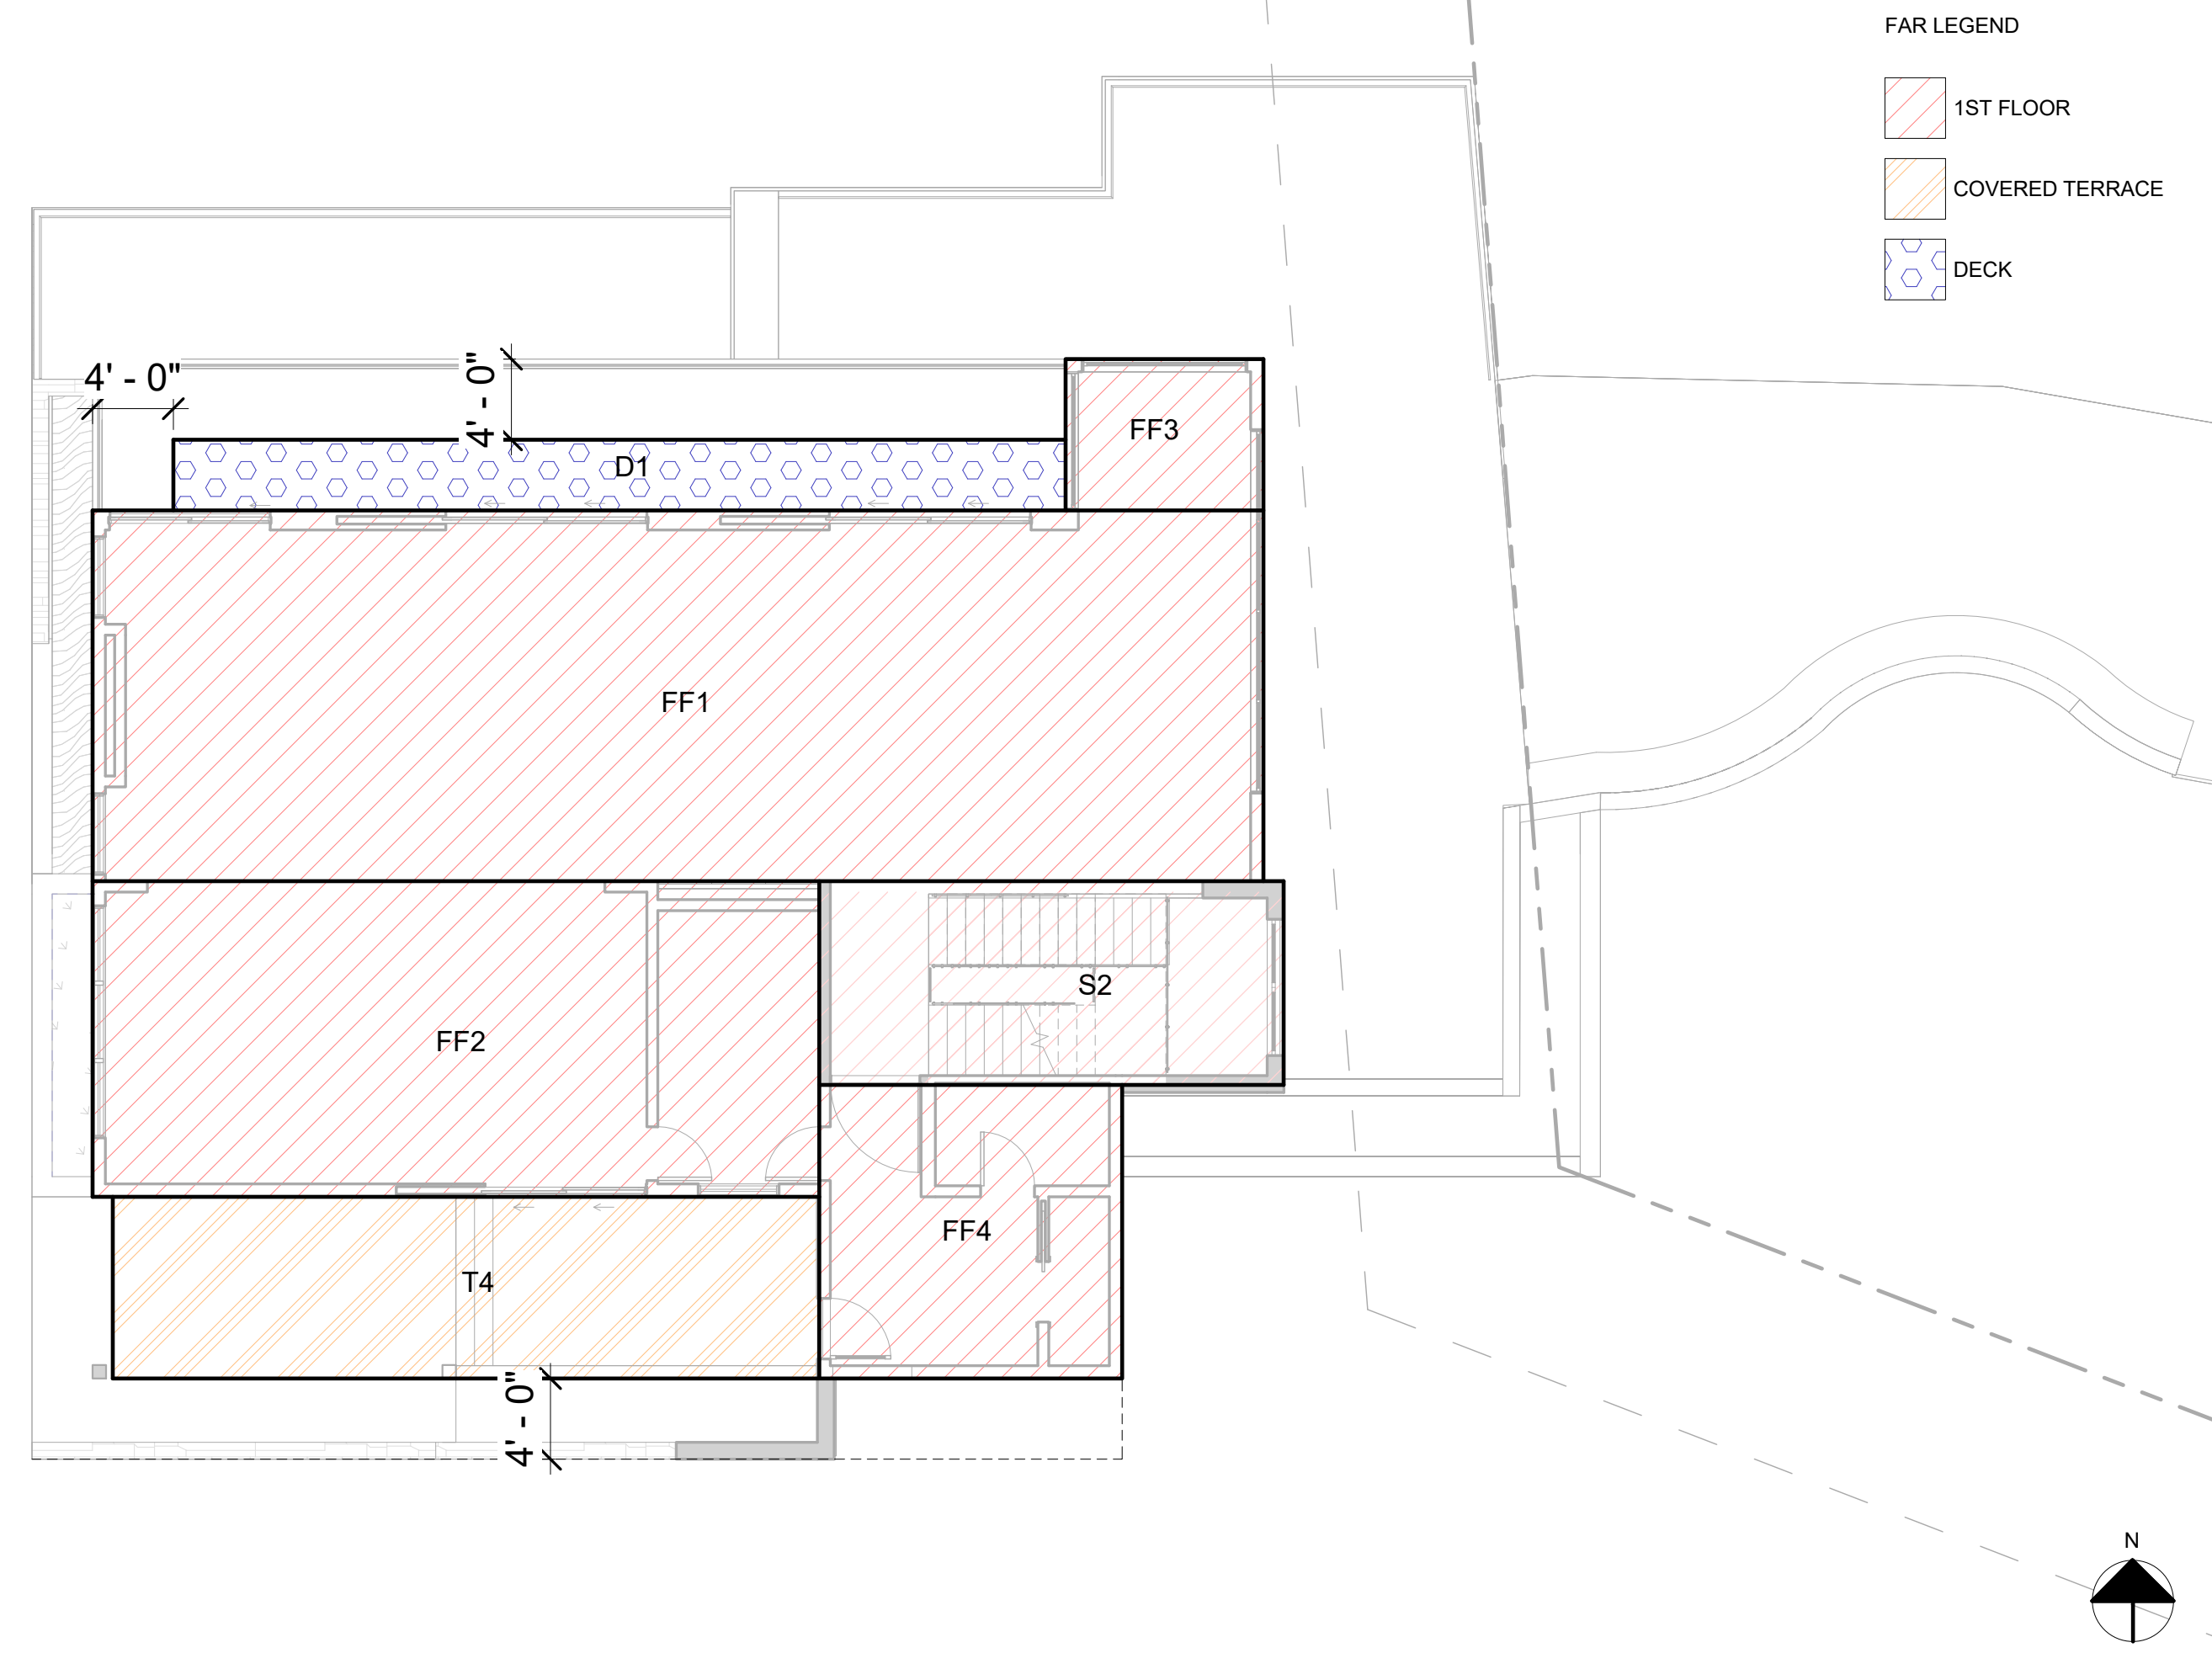 FAR LEGEND
1ST FLOOR
COVERED TERRACE
DECK
4' - 0"
4' - 0"
D1
FF3
FF1
S2
FF2
FF4
T4
4' - 0"
N